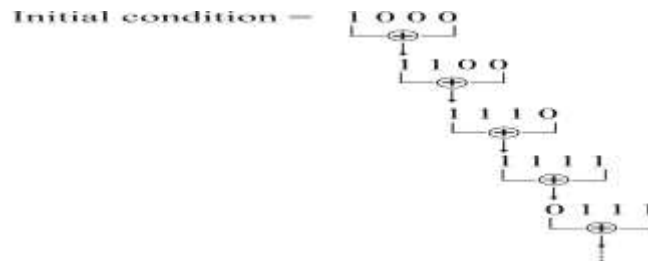 Initial condition = 1 0 0 0
1 1 0 0
1 1 1 0
1 1 1 1
0 1 1 1